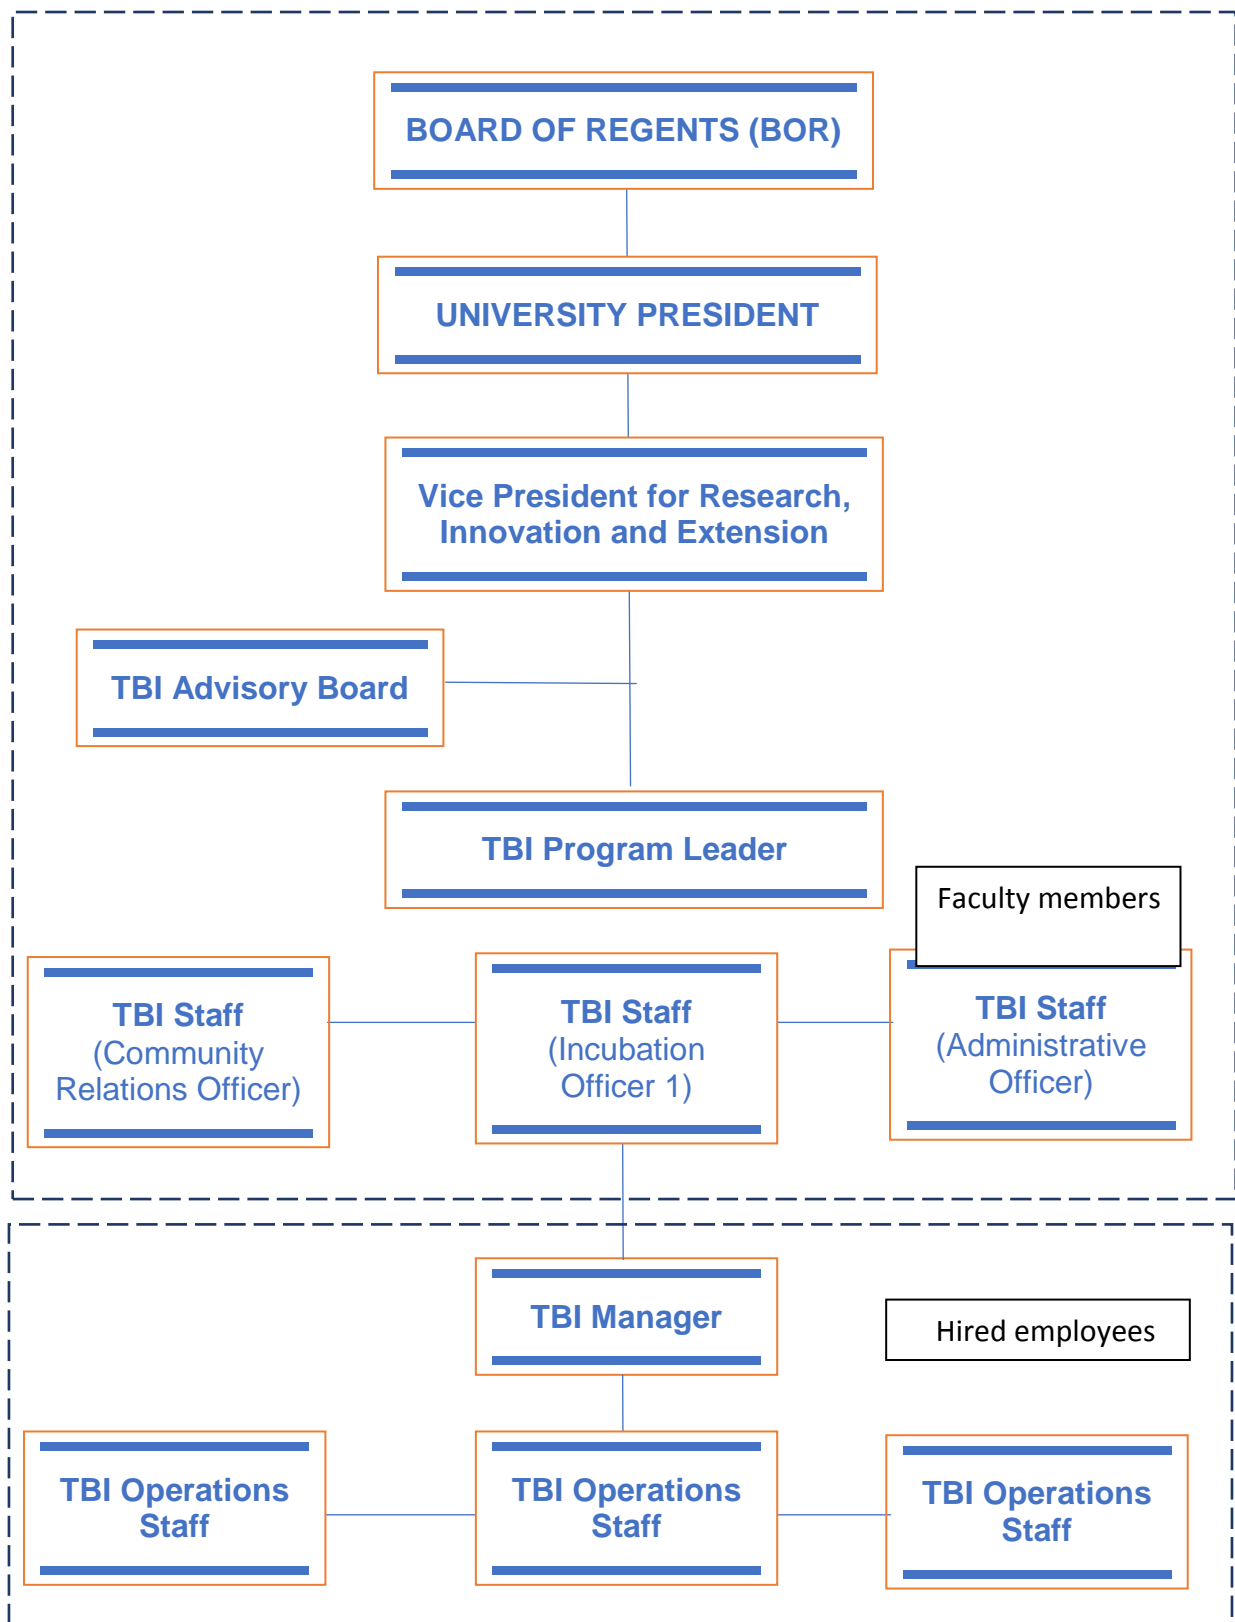 BOARD OF REGENTS (BOR)
UNIVERSITY PRESIDENT
Vice President for Research,
Innovation and Extension
TBI Advisory Board
TBI Program Leader
Faculty members
TBI Staff
(Community
Relations Officer)
TBI Staff
(Incubation
Officer 1)
TBI Staff
(Administrative
Officer)
TBI Manager
Hired employees
TBI Operations
Staff
TBI Operations
Staff
TBI Operations
Staff